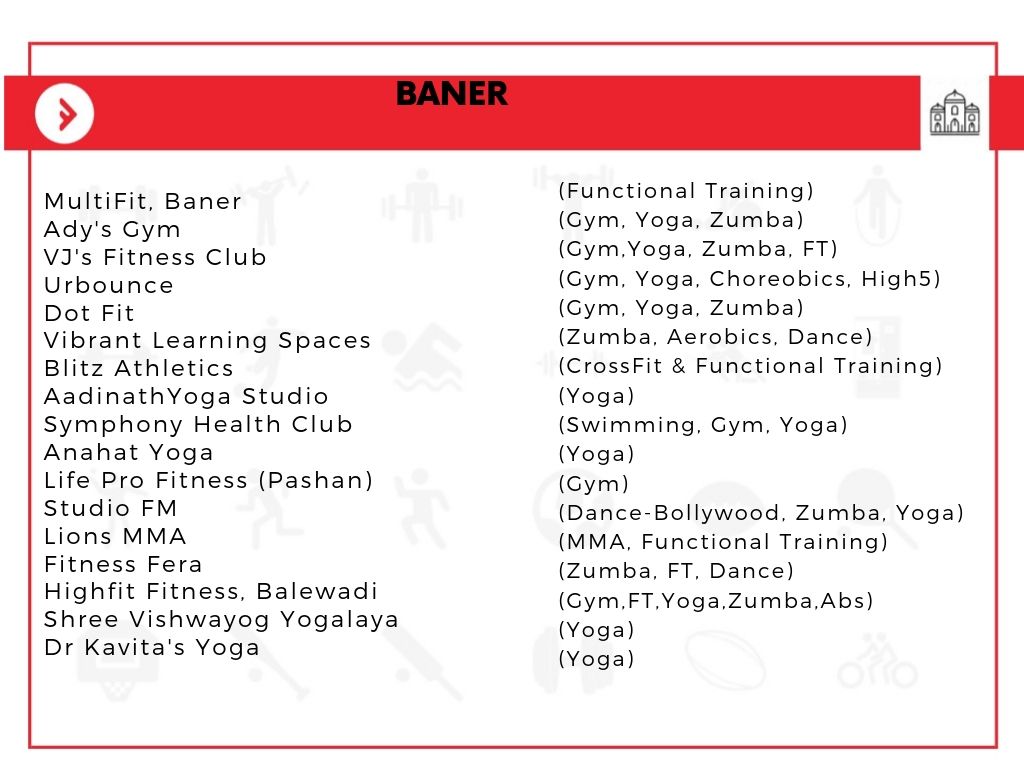 BANER
MultiFit, Baner
Ady's Gym
VJ's Fitness Club
Urbounce
Dot Fit
Vibrant Learning Spaces
Blitz Athletics
AadinathYoga Studio
Symphony Health Club
Anahat Yoga
Life Pro Fitness (Pashan)
Studio FM
Lions MMA
Fitness Fera
Highfit Fitness, Balewadi
Shree Vishwayog Yogalaya
Dr Kavita's Yoga
(Functional Training)
(Gym, Yoga, Zumba)
(Gym,Yoga, Zumba, FT)
(Gym, Yoga, Choreobics, High5)
(Gym, Yoga, Zumba)
(Zumba, Aerobics, Dance)
(CrossFit & Functional Training)
(Yoga)
(Swimming, Gym, Yoga)
(Yoga)
(Gym)
(Dance-Bollywood, Zumba, Yoga)
(MMA, Functional Training)
(Zumba, FT, Dance)
(Gym,FT,Yoga,Zumba,Abs)
(Yoga)
(Yoga)